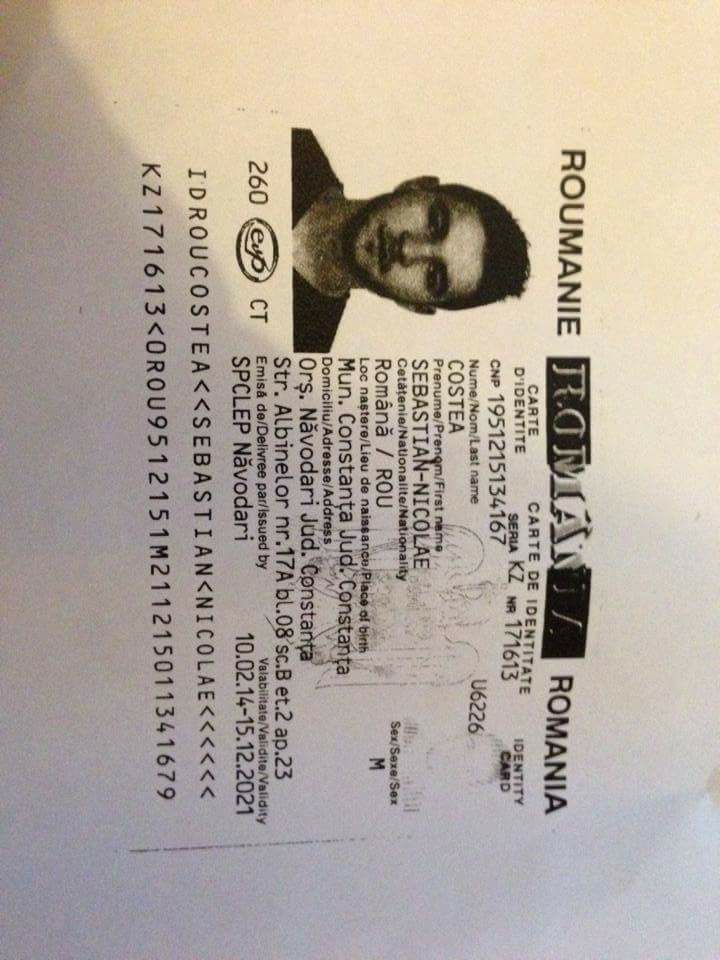 ROUMANIE ROMÂNIA ROMANIA
CARTE D'IDENTITE
CARTE DE IDENTITATE
IDENTITY CARD
SERIA KZ NR 171613
CNP 1951215134167
Nume/Nom/Last name
COSTEA U6226
Prenume/Prenom/First name
SEBASTIAN-NICOLAE
Cetăţenie/Nationalite/Nationality
Sex/Sexe/Sex
Română / ROU M
Loc naştere/Lieu de naissance/Place of birth
Mun. Constanţa Jud. Constanţa
Domiciliu/Adresse/Address
Orş. Năvodari Jud. Constanţa
Str. Albinelor nr.17A bl.08 sc.B et.2 ap.23
Emisă de/Delivree par/Issued by
Valabilitate/Validite/Validity
SPCLEP Năvodari 10.02.14-15.12.2021
260 evp CT
IDROUCOSTEA<<SEBASTIAN<NICOLAE<<<<<<
KZ171613<0ROU9512151M211215011341679